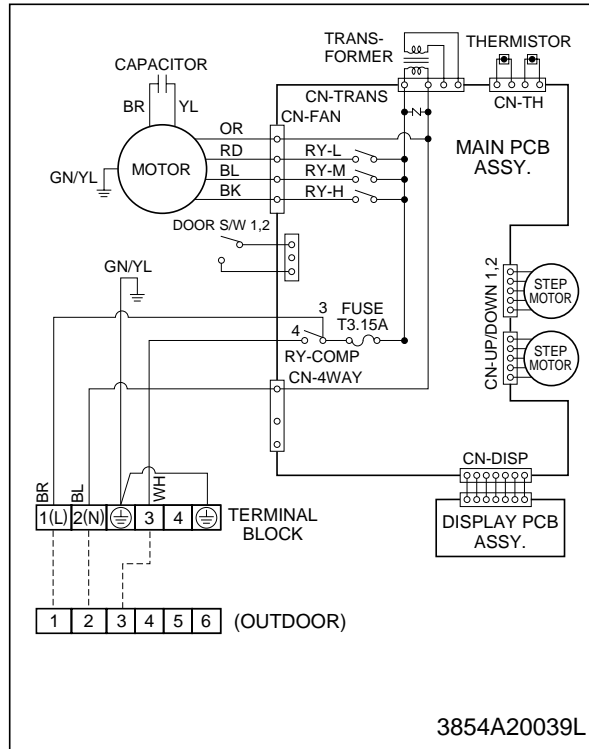 TRANS-
FORMER
THERMISTOR
CAPACITOR
BR YL
CN-TRANS
CN-TH
CN-FAN
OR
MAIN PCB
ASSY.
RD RY-L
MOTOR
BL RY-M
GN/YL
BK RY-H
DOOR S/W 1,2
GN/YL
CN-UP/DOWN 1,2
STEP
MOTOR
STEP
MOTOR
3 FUSE
T3.15A
4
RY-COMP
CN-4WAY
CN-DISP
BR BL WH
1(L) 2(N) 3 4
TERMINAL
BLOCK
DISPLAY PCB
ASSY.
1 2 3 4 5 6 (OUTDOOR)
3854A20039L